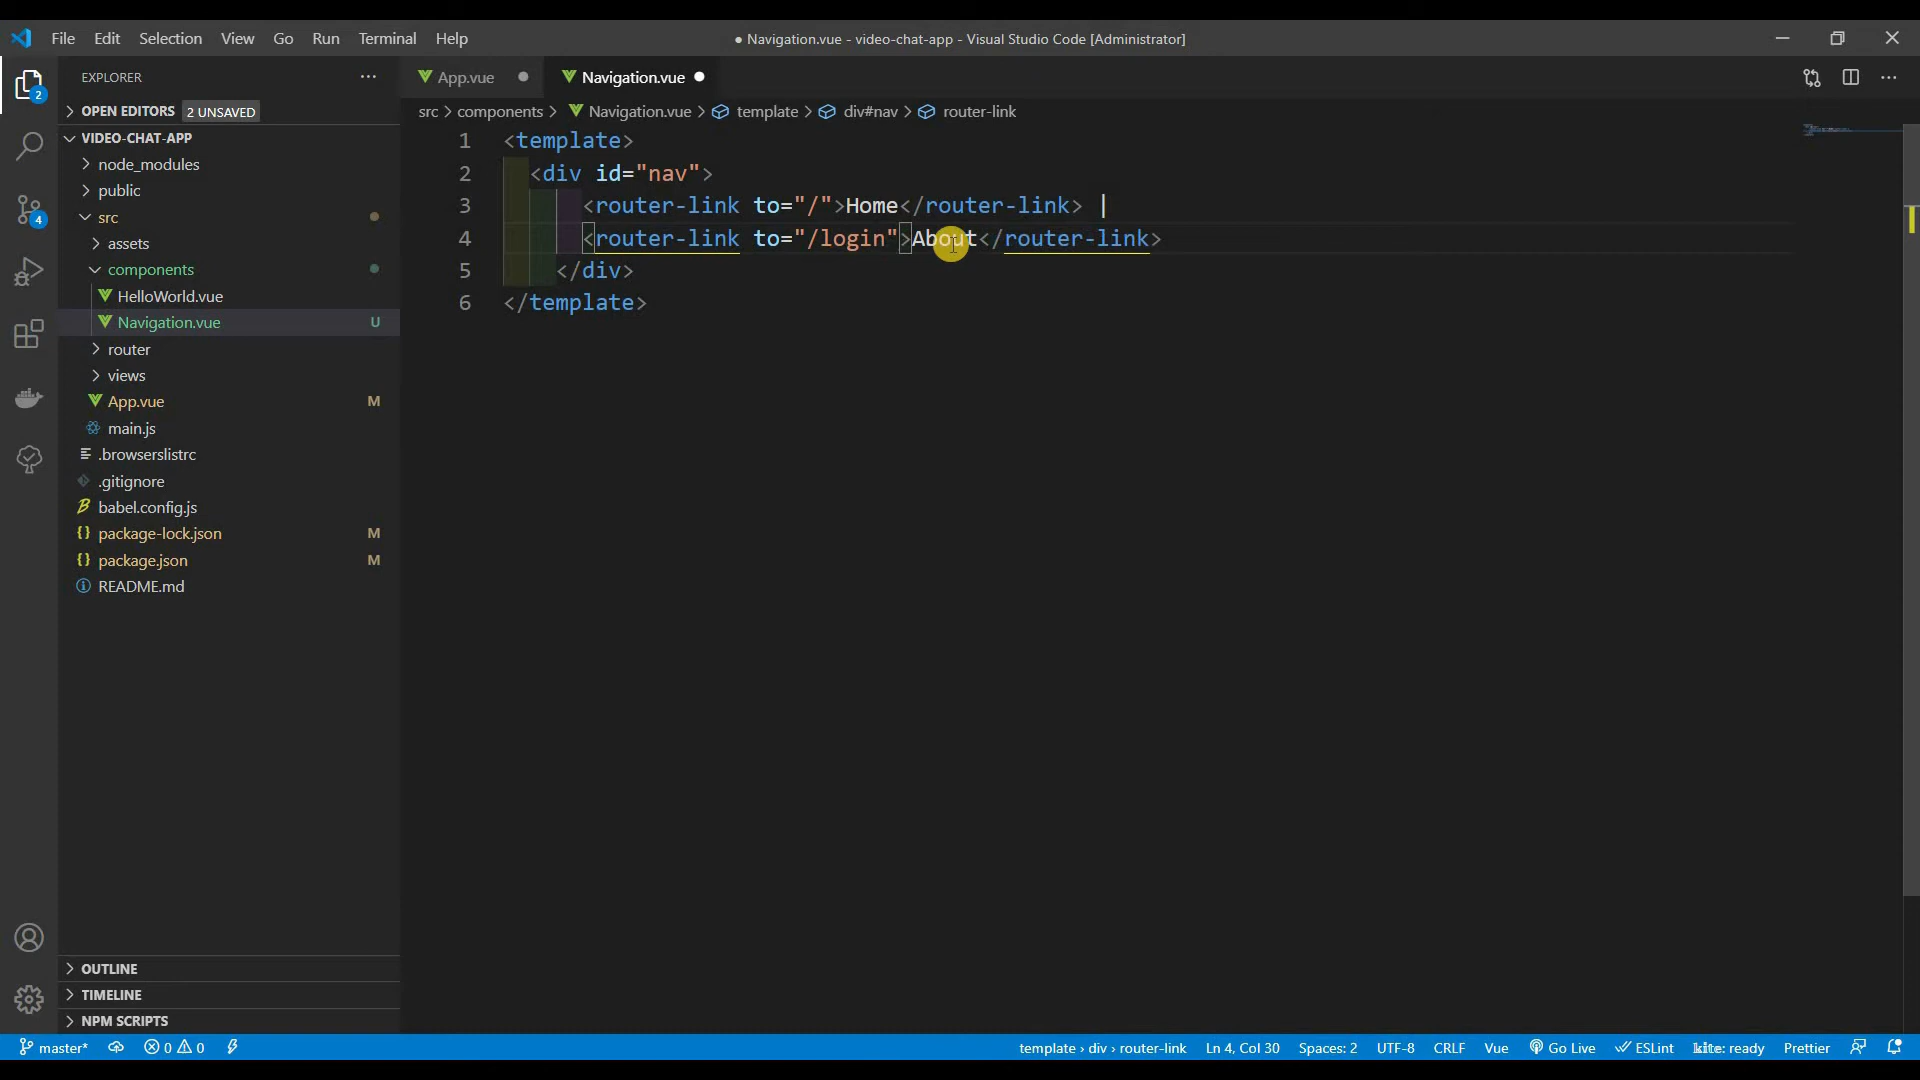 File Edit Selection View Go Run Terminal Help
● Navigation.vue - video-chat-app - Visual Studio Code [Administrator]
EXPLORER
App.vue
Navigation.vue
OPEN EDITORS 2 UNSAVED
src > components > Navigation.vue > template > div#nav > router-link
VIDEO-CHAT-APP
node_modules
public
src
assets
components
HelloWorld.vue
Navigation.vue U
router
views
App.vue M
main.js
.browserslistrc
.gitignore
babel.config.js
package-lock.json M
package.json M
README.md
2
4
1 <template>
2 <div id="nav">
3 <router-link to="/">Home</router-link> |
4 <router-link to="/login">About</router-link>
5 </div>
6 </template>
OUTLINE
TIMELINE
NPM SCRIPTS
master* 0 0 template › div › router-link Ln 4, Col 30 Spaces: 2 UTF-8 CRLF Vue Go Live ESLint kite: ready Prettier